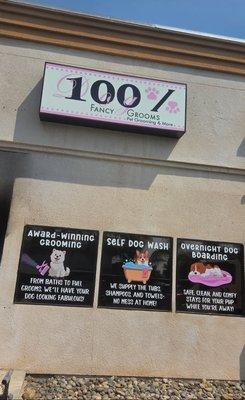 100%
FANCY GROOMS
Pet Grooming & More
AWARD-WINNING
GROOMING
FROM BATHS TO FULL
GROOMS, WE'LL HAVE YOUR
DOG LOOKING FABULOUS!
SELF DOG WASH
WE SUPPLY THE TUBS,
SHAMPOOS, AND TOWELS-
NO MESS AT HOME!
OVERNIGHT DOG
BOARDING
SAFE, CLEAN, AND COMFY
STAYS FOR YOUR PUP
WHILE YOU'RE AWAY!